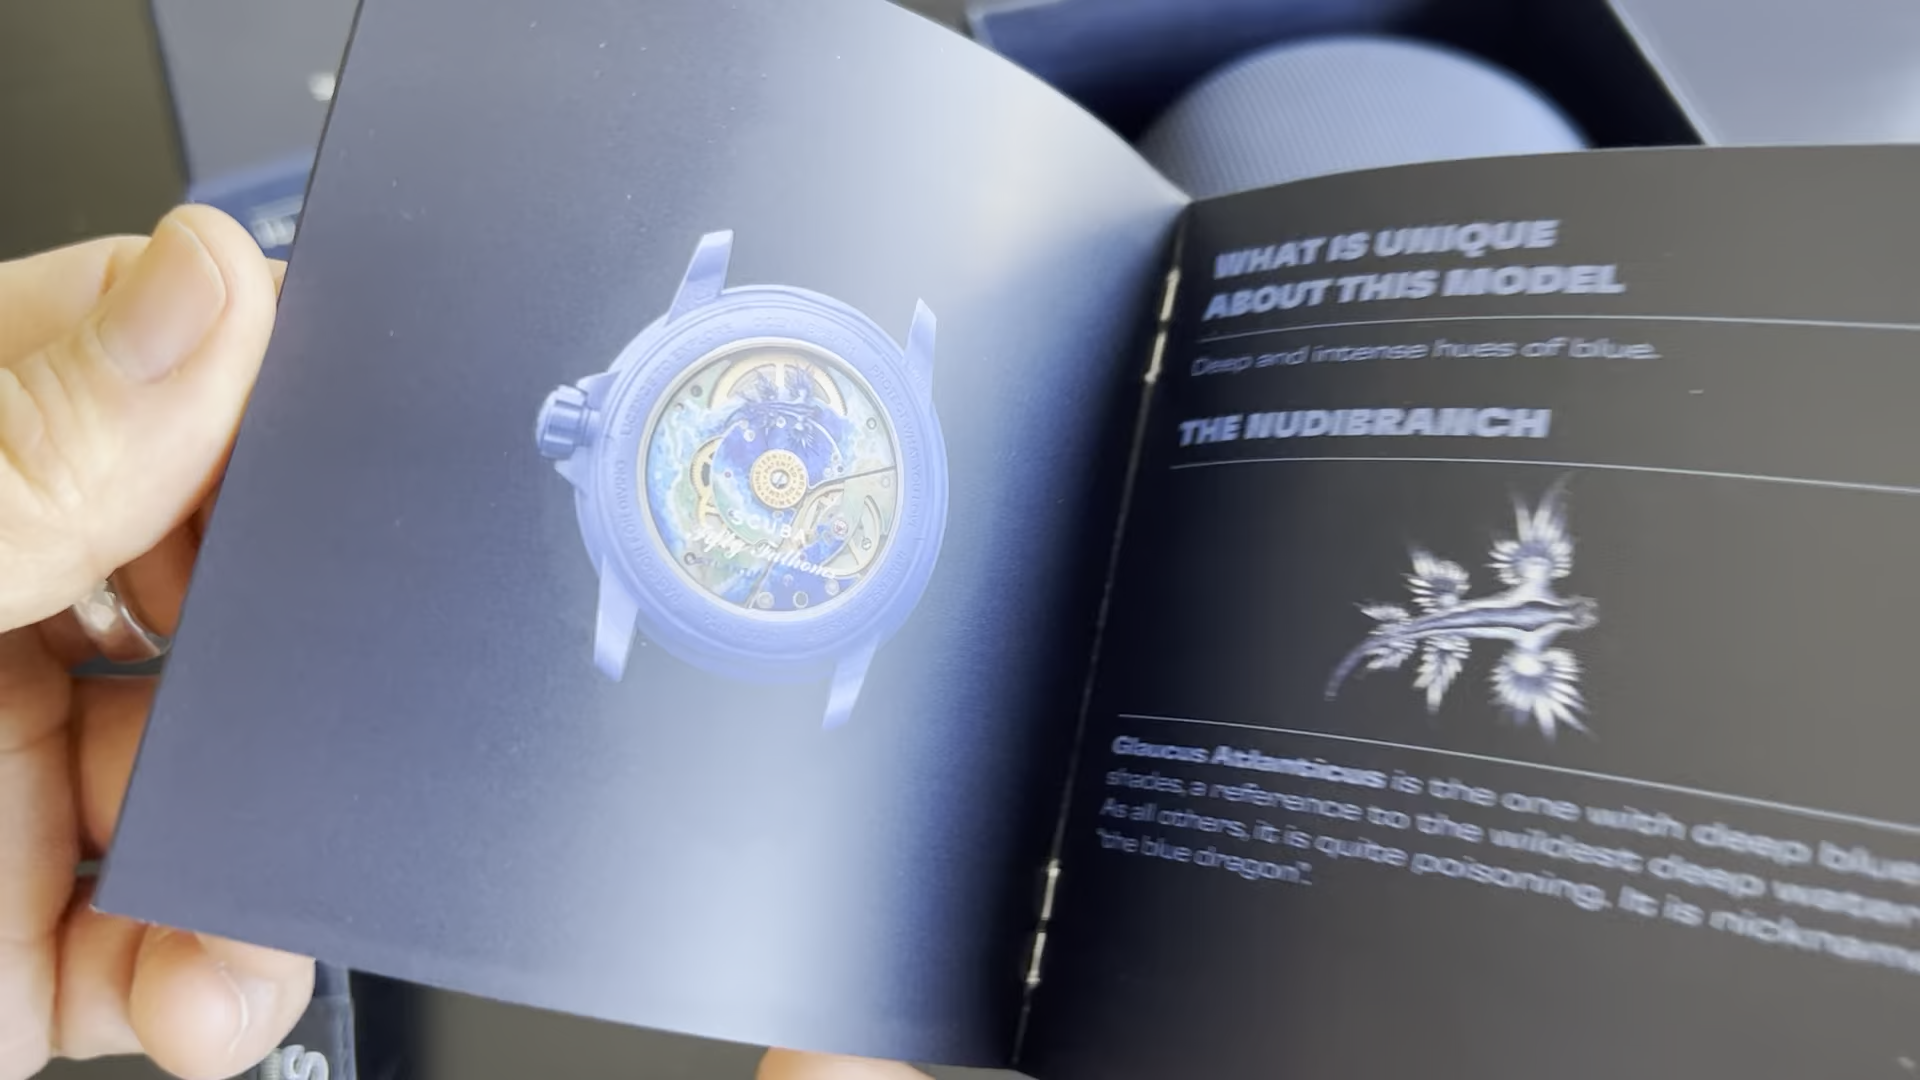 SCUBA
Fifty Fathoms
WHAT IS UNIQUE
ABOUT THIS MODEL
Deep and intense hues of blue.
THE NUDIBRANCH
Glaucus Atlanticus is the one with deep blue
shades, a reference to the wildest deep water
As all others, it is quite poisoning. It is nickname
"the blue dragon".
S